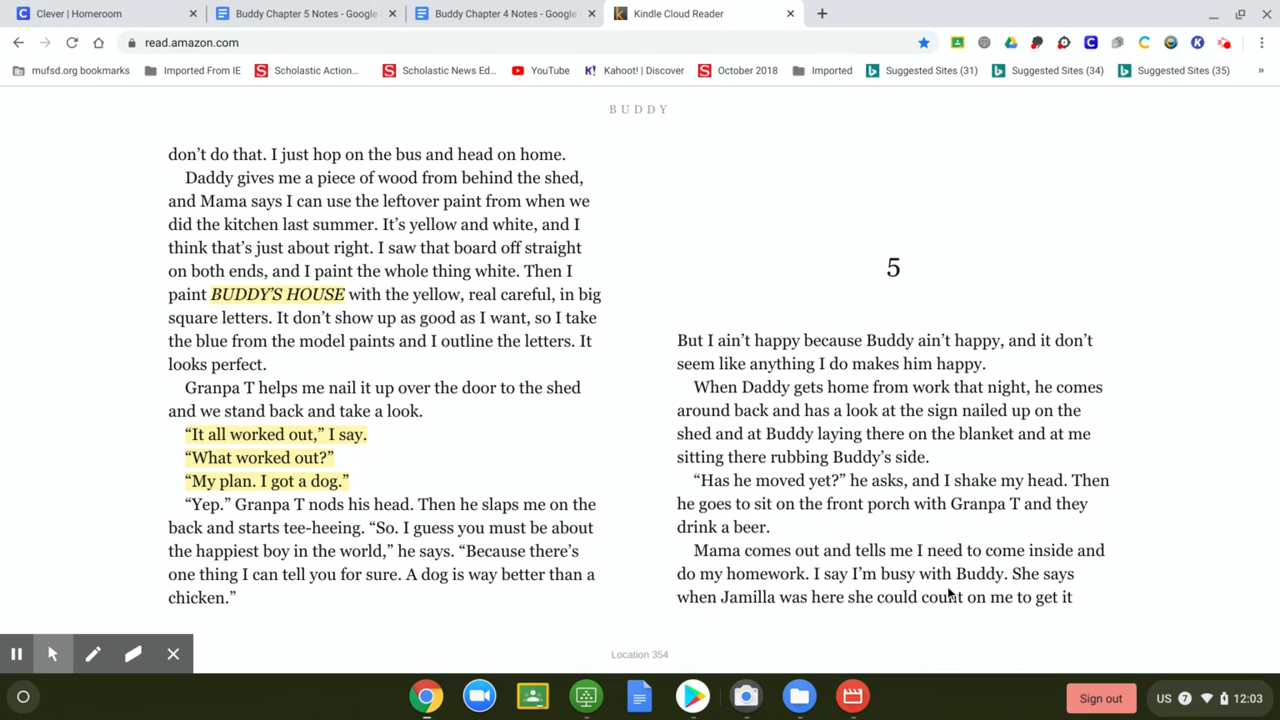 Clever | Homeroom
Buddy Chapter 5 Notes - Google
Buddy Chapter 4 Notes - Google
Kindle Cloud Reader
read.amazon.com
mufsd.org bookmarks
Imported From IE
Scholastic Action...
Scholastic News Ed...
YouTube
Kahoot! | Discover
October 2018
Imported
Suggested Sites (31)
Suggested Sites (34)
Suggested Sites (35)
»
BUDDY
don’t do that. I just hop on the bus and head on home.
Daddy gives me a piece of wood from behind the shed,
and Mama says I can use the leftover paint from when we
did the kitchen last summer. It’s yellow and white, and I
think that’s just about right. I saw that board off straight
on both ends, and I paint the whole thing white. Then I
paint BUDDY’S HOUSE with the yellow, real careful, in big
square letters. It don’t show up as good as I want, so I take
the blue from the model paints and I outline the letters. It
looks perfect.
Granpa T helps me nail it up over the door to the shed
and we stand back and take a look.
“It all worked out,” I say.
“What worked out?”
“My plan. I got a dog.”
“Yep.” Granpa T nods his head. Then he slaps me on the
back and starts tee-heeing. “So. I guess you must be about
the happiest boy in the world,” he says. “Because there’s
one thing I can tell you for sure. A dog is way better than a
chicken.”
5
But I ain’t happy because Buddy ain’t happy, and it don’t
seem like anything I do makes him happy.
When Daddy gets home from work that night, he comes
around back and has a look at the sign nailed up on the
shed and at Buddy laying there on the blanket and at me
sitting there rubbing Buddy’s side.
“Has he moved yet?” he asks, and I shake my head. Then
he goes to sit on the front porch with Granpa T and they
drink a beer.
Mama comes out and tells me I need to come inside and
do my homework. I say I’m busy with Buddy. She says
when Jamilla was here she could count on me to get it
Location 354
Sign out
US
7
12:03